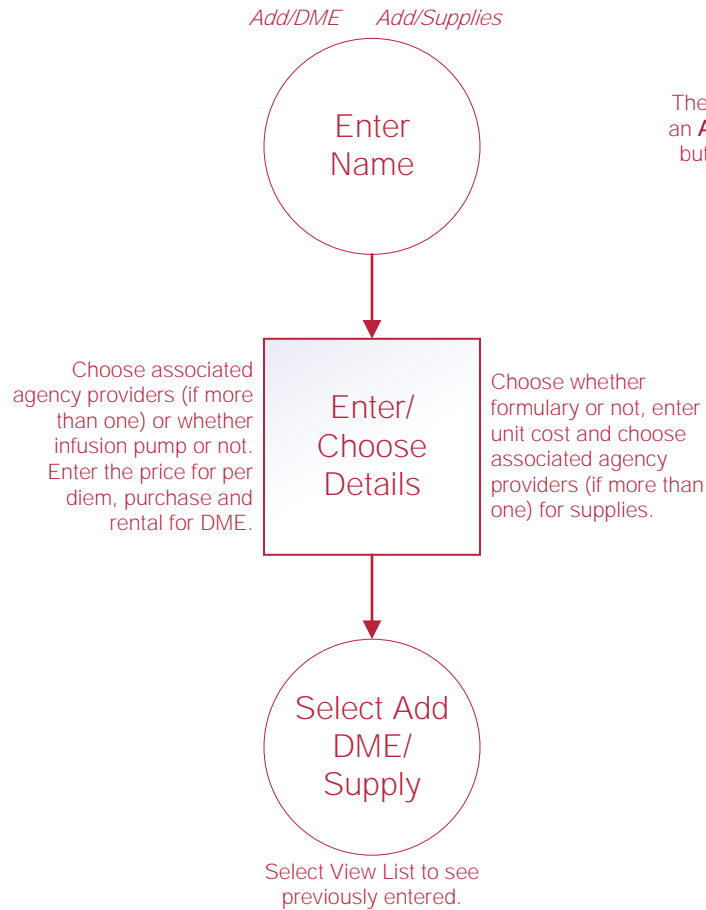 Add/DME Add/Supplies
Enter
Name
The
an A
but
Choose associated
agency providers (if more
than one) or whether
infusion pump or not.
Enter the price for per
diem, purchase and
rental for DME.
Enter/
Choose
Details
Choose whether
formulary or not, enter
unit cost and choose
associated agency
providers (if more than
one) for supplies.
Select Add
DME/
Supply
Select View List to see
previously entered.